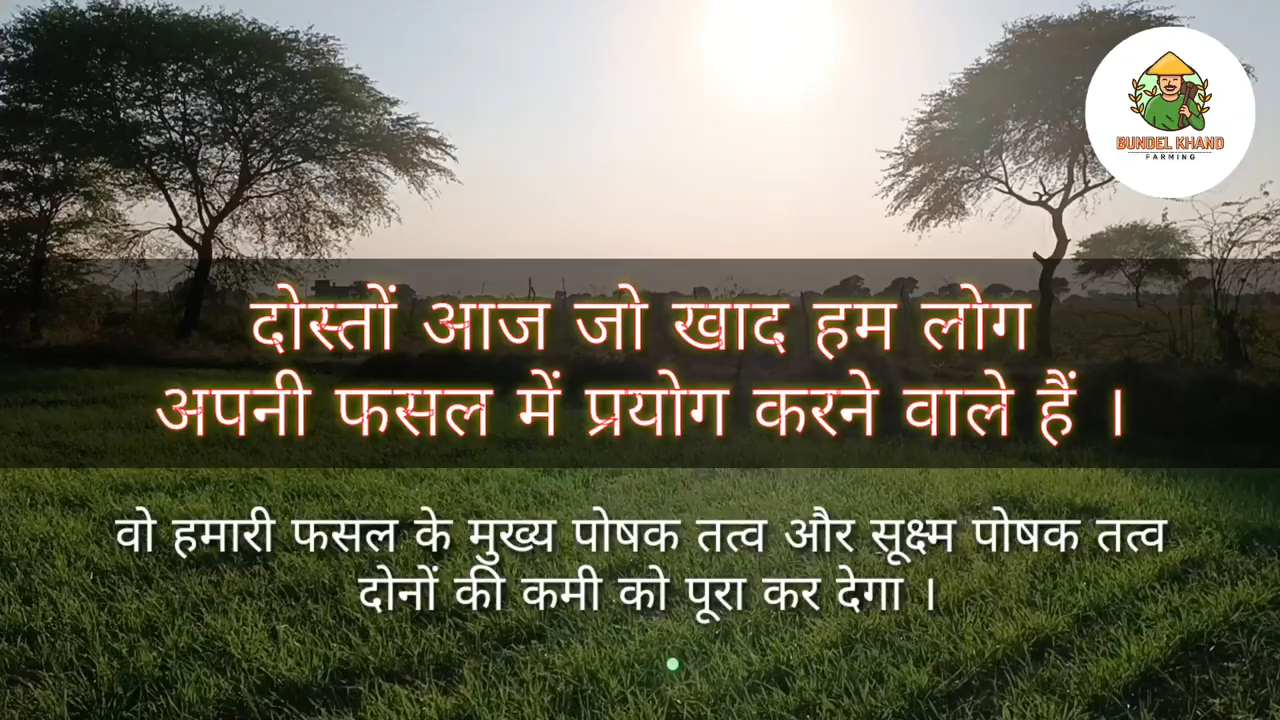 BUNDEL KHAND
FARMING
दोस्तों आज जो खाद हम लोग
अपनी फसल में प्रयोग करने वाले हैं ।
वो हमारी फसल के मुख्य पोषक तत्व और सूक्ष्म पोषक तत्व
दोनों की कमी को पूरा कर देगा ।